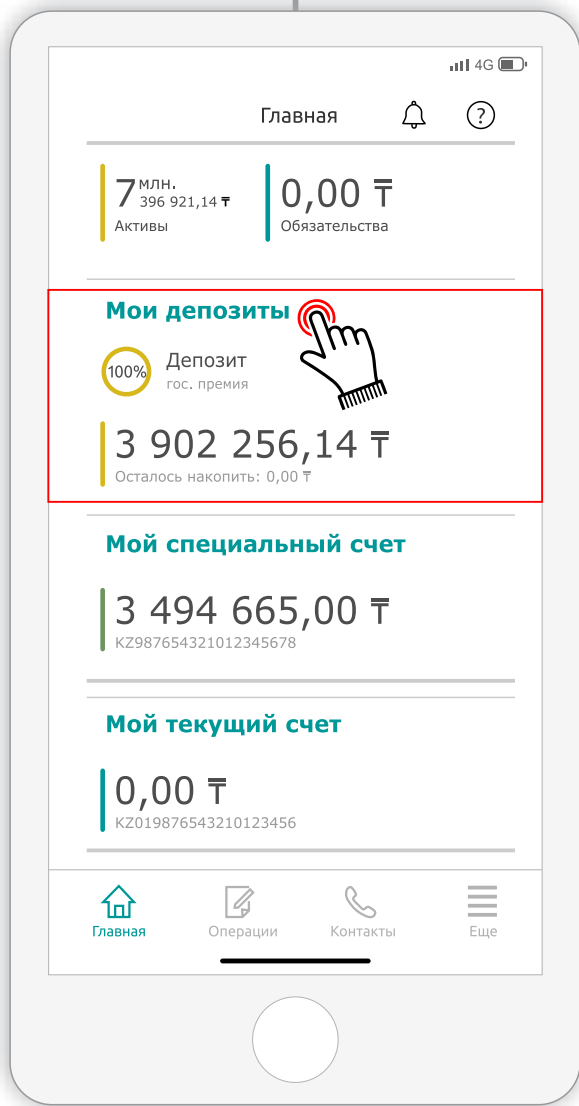 4G
Главная
?
7 млн. 396 921,14 ₸
Активы
0,00 ₸
Обязательства
Мои депозиты
100%
Депозит
гос. премия
3 902 256,14 ₸
Осталось накопить: 0,00 ₸
Мой специальный счет
3 494 665,00 ₸
KZ987654321012345678
Мой текущий счет
0,00 ₸
KZ019876543210123456
Главная
Операции
Контакты
Еще